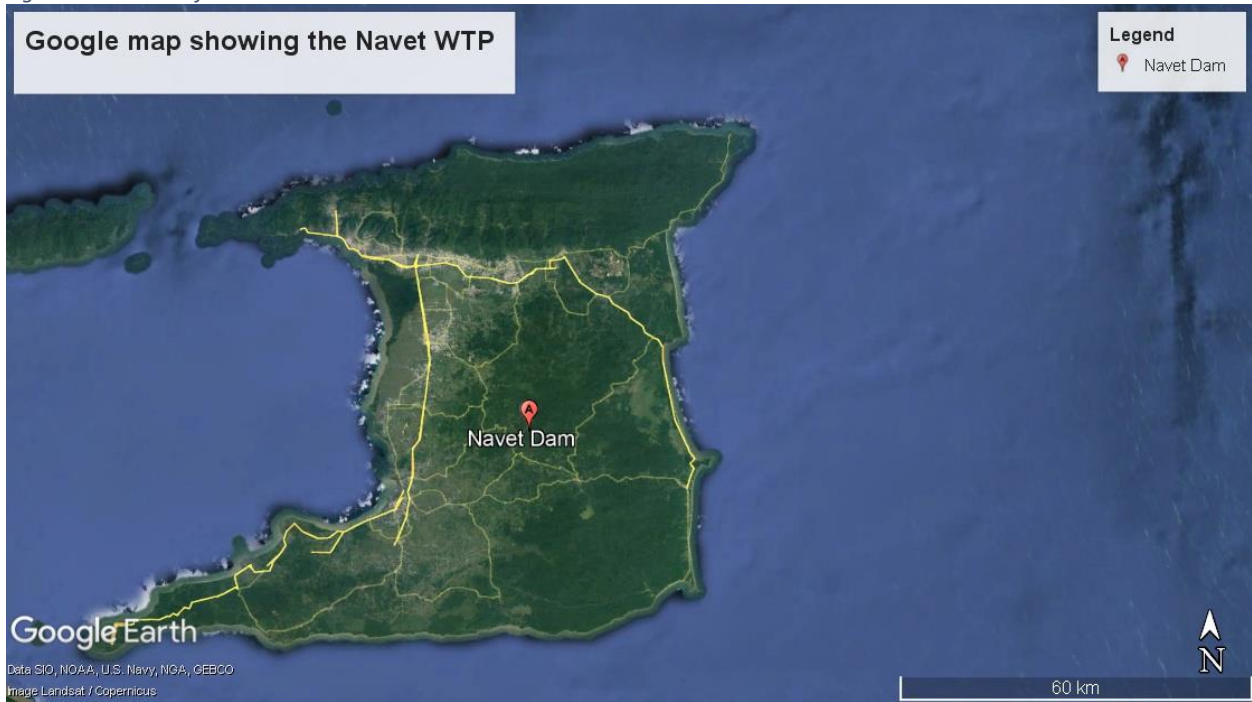 Google map showing the Navet WTP
Legend
A Navet Dam
A
Navet Dam
Google Earth
Data SIO, NOAA, U.S. Navy, NGA, GEBCO
Image Landsat / Copernicus
N
60 km